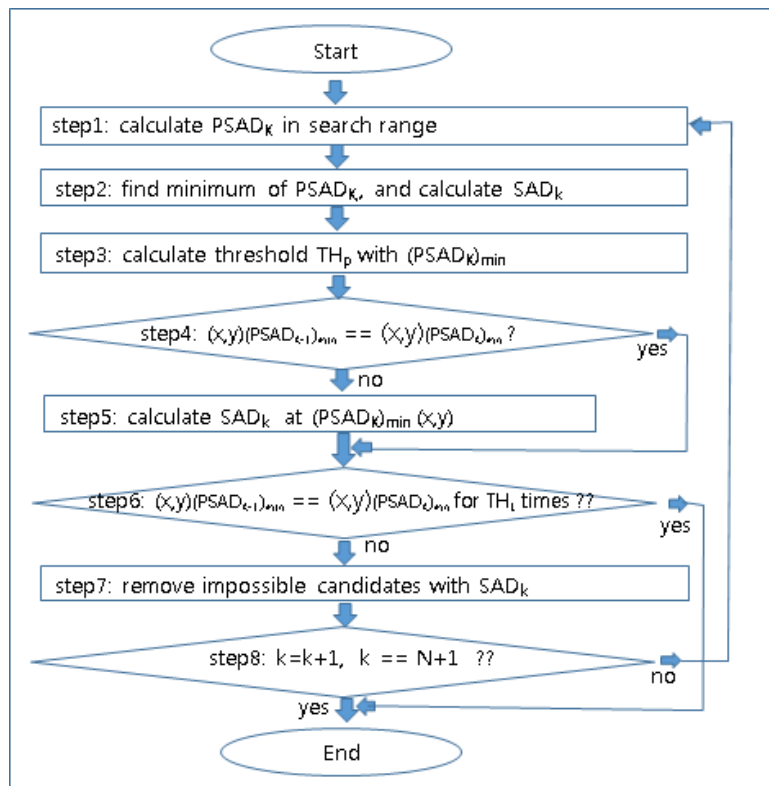 Start
step1: calculate PSADₖ in search range
step2: find minimum of PSADₖ, and calculate SADₖ
step3: calculate threshold THₚ with (PSADₖ)min
step4: (x,y)(PSADₖ₋₁)min == (x,y)(PSADₖ)min ?
yes
no
step5: calculate SADₖ at (PSADₖ)min (x,y)
step6: (x,y)(PSADₖ₋₁)min == (x,y)(PSADₖ)min for THₜ times ??
yes
no
step7: remove impossible candidates with SADₖ
step8: k=k+1, k == N+1 ??
no
yes
End